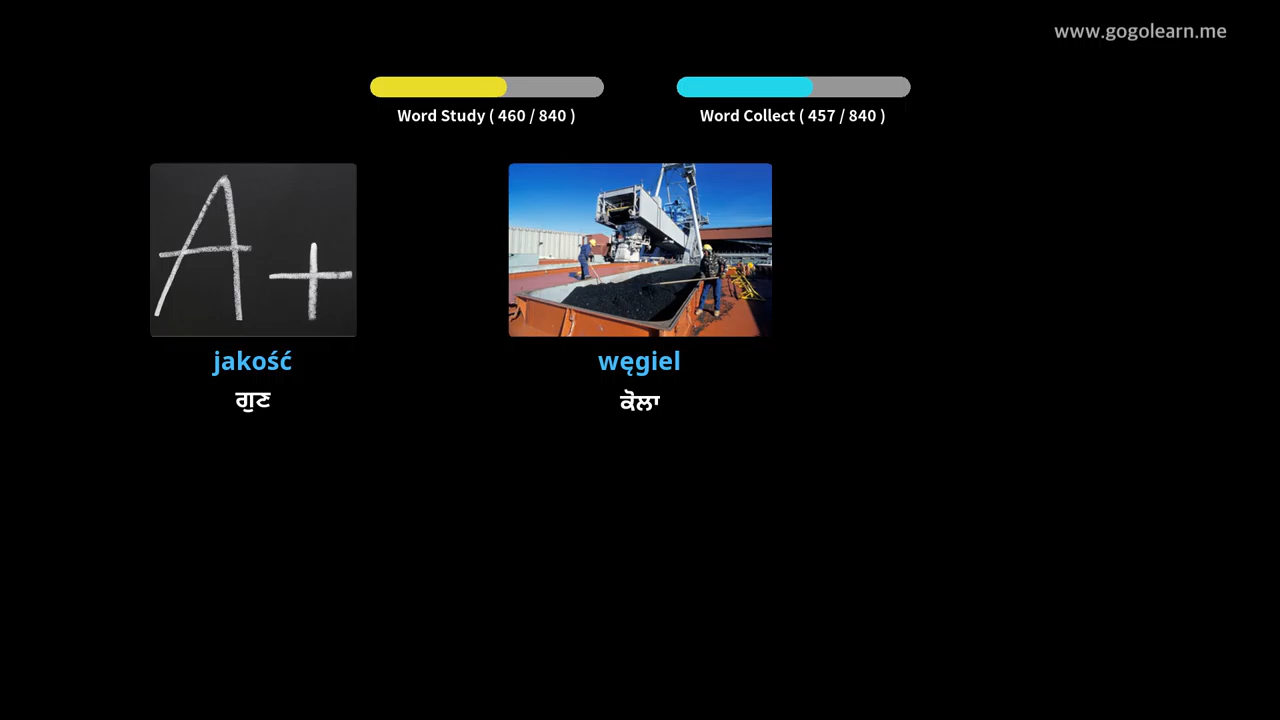 www.gogolearn.me
Word Study ( 460 / 840 )
Word Collect ( 457 / 840 )
A+
jakość
węgiel
ਗੁਣ
ਕੋਲਾ